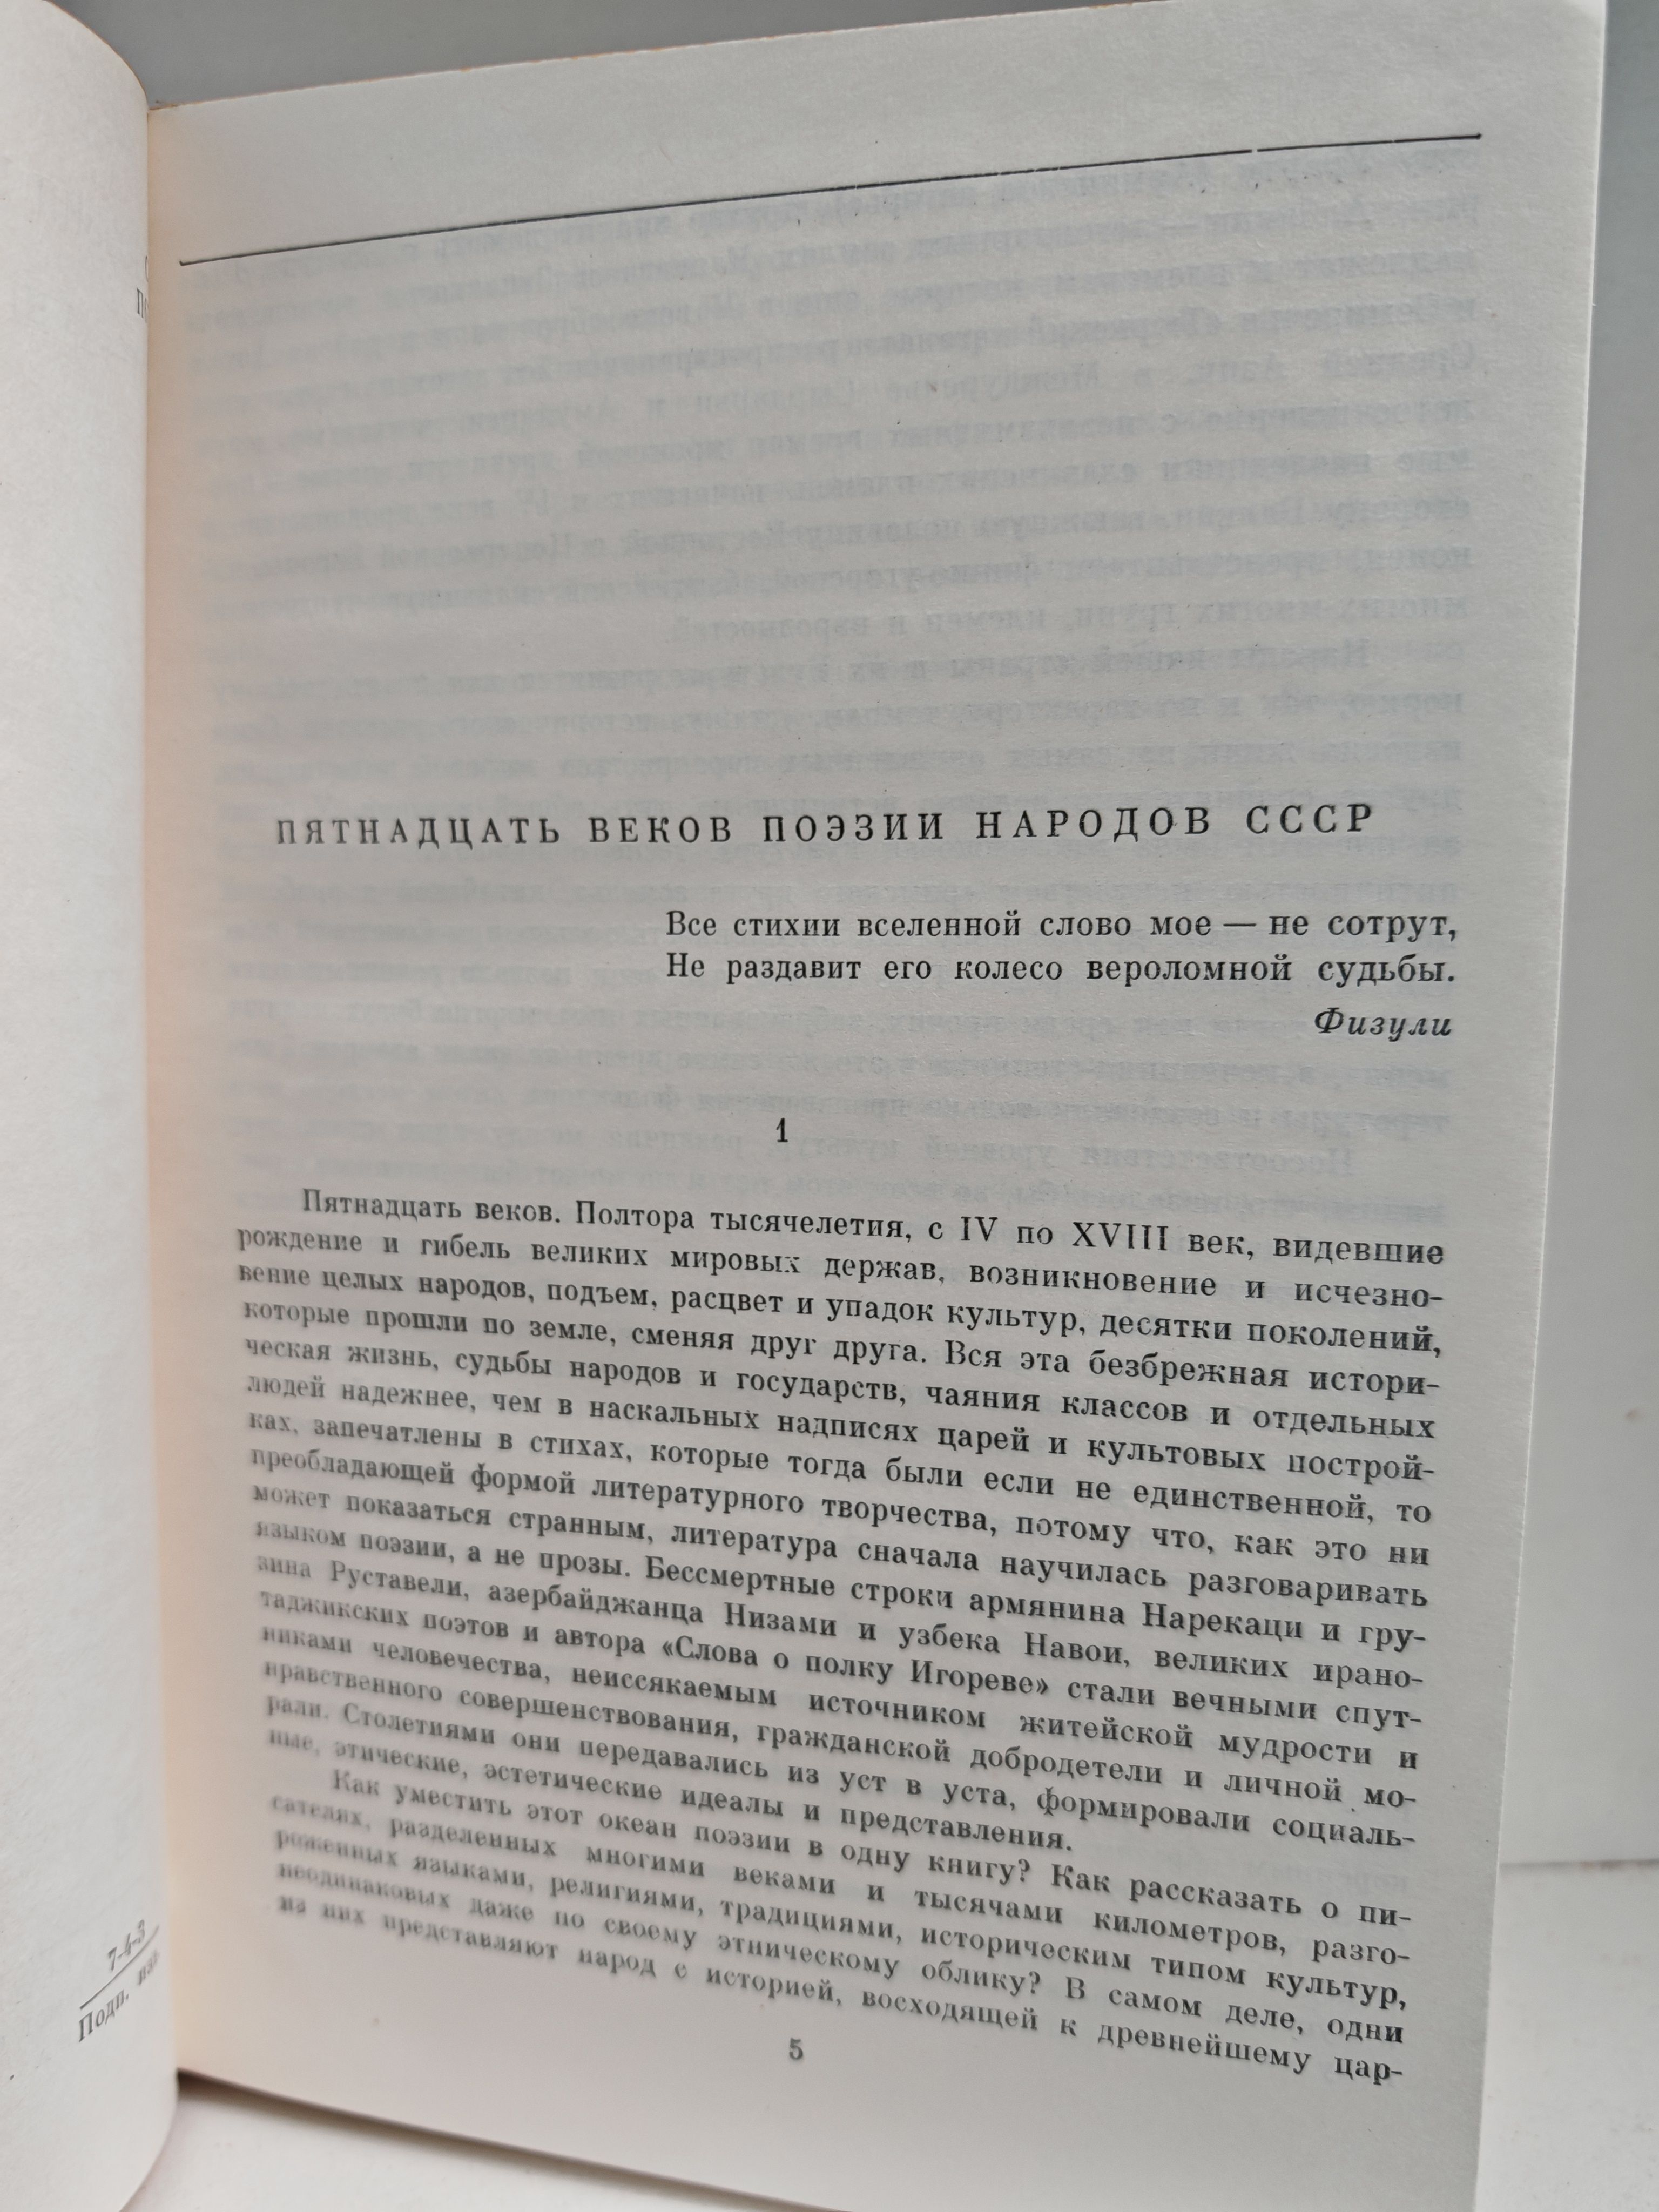 ПЯТНАДЦАТЬ ВЕКОВ ПОЭЗИИ НАРОДОВ СССР
Все стихии вселенной слово мое — не сотрут,
Не раздавит его колесо вероломной судьбы.
Физули
1
Пятнадцать веков. Полтора тысячелетия, с IV по XVIII век, видевшие
рождение и гибель великих мировых держав, возникновение и исчезно-
вение целых народов, подъем, расцвет и упадок культур, десятки поколений,
которые прошли по земле, сменяя друг друга. Вся эта безбрежная истори-
ческая жизнь, судьбы народов и государств, чаяния классов и отдельных
людей надежнее, чем в наскальных надписях царей и культовых построй-
ках, запечатлены в стихах, которые тогда были если не единственной, то
преобладающей формой литературного творчества, потому что, как это ни
может показаться странным, литература сначала научилась разговаривать
языком поэзии, а не прозы. Бессмертные строки армянина Нарекаци и гру-
зина Руставели, азербайджанца Низами и узбека Навои, великих ирано-
таджикских поэтов и автора «Слова о полку Игореве» стали вечными спут-
никами человечества, неиссякаемым источником житейской мудрости и
нравственного совершенствования, гражданской добродетели и личной мо-
рали. Столетиями они передавались из уст в уста, формировали социаль-
ные, этические, эстетические идеалы и представления.
Как уместить этот океан поэзии в одну книгу? Как рассказать о пи-
сателях, разделенных многими веками и тысячами километров, разго-
роженных языками, религиями, традициями, историческим типом культур,
неодинаковых даже по своему этническому облику? В самом деле, одни
из них представляют народ с историей, восходящей к древнейшему цар-
5
7-4-3
Подп.